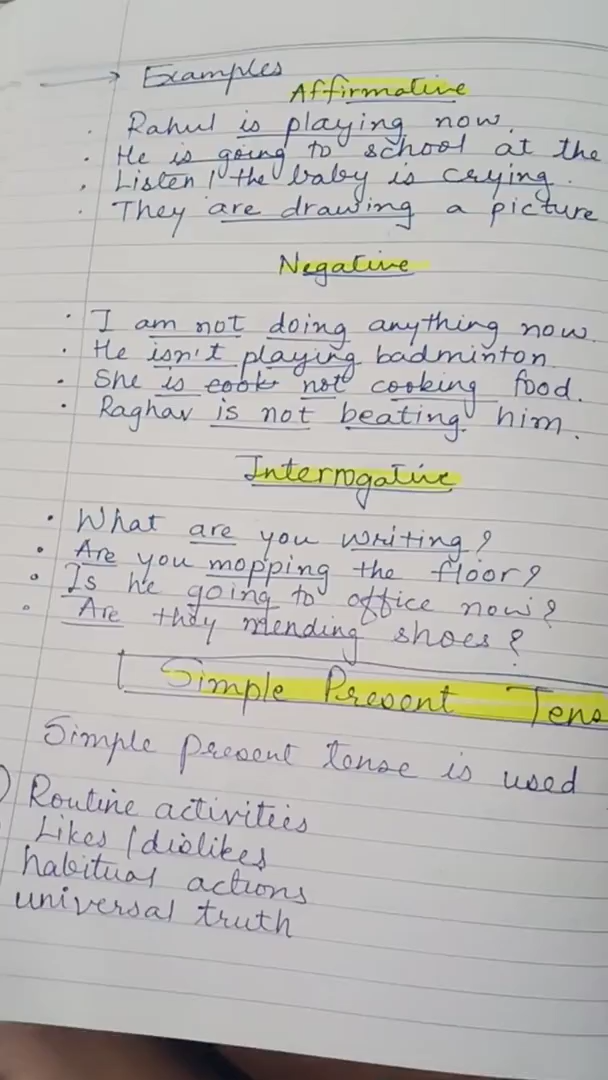 → Examples
Affirmative
. Rahul is playing now.
. He is going to school at the
. Listen ! the baby is crying.
. They are drawing a picture
Negative
. I am not doing anything now.
. He isn't playing badminton
. She is cook not cooking food.
. Raghav is not beating him.
Interrogative
. What are you writing?
. Are you mopping the floor?
. Is he going to office now?
. Are they mending shoes?
Simple Present Tens
Simple present tense is used
) Routine activities
Likes / dislikes
habitual actions
universal truth